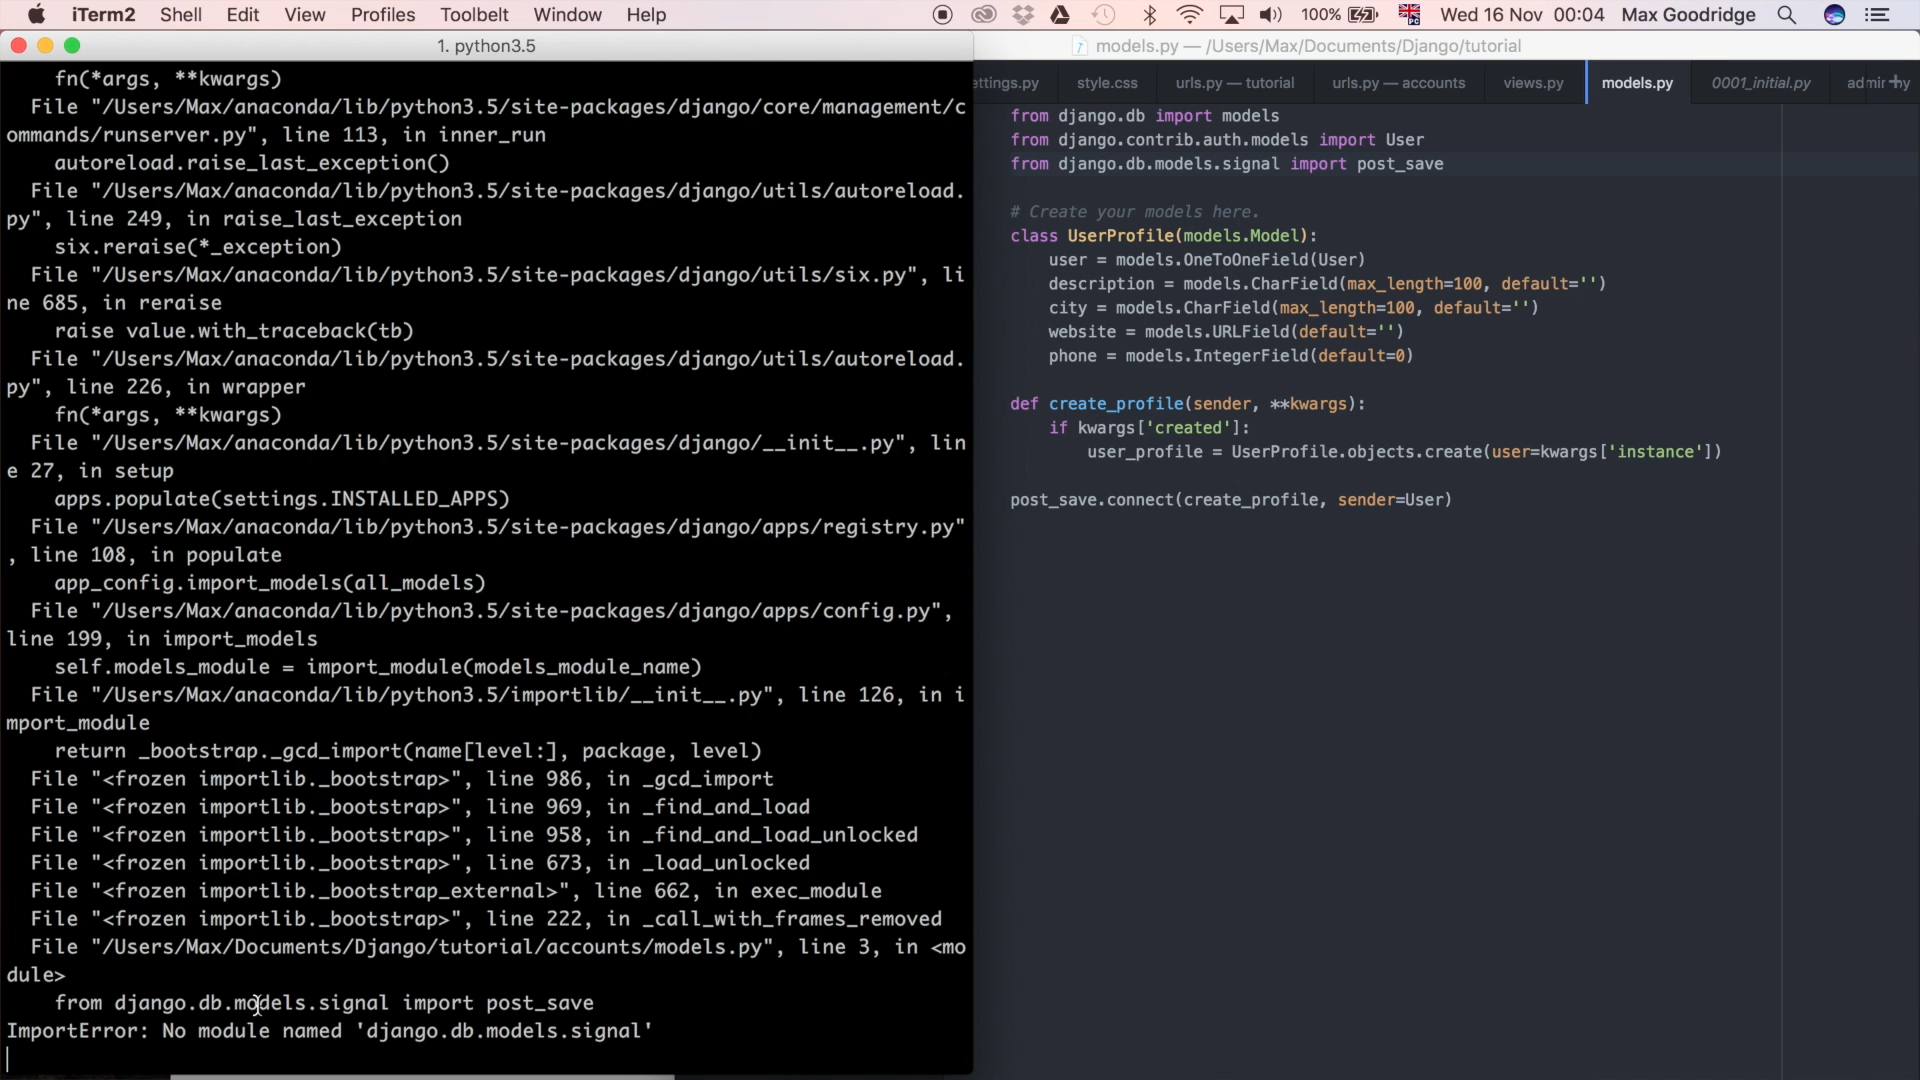 iTerm2 Shell Edit View Profiles Toolbelt Window Help 100% Wed 16 Nov 00:04 Max Goodridge
1. python3.5
fn(*args, **kwargs)
File "/Users/Max/anaconda/lib/python3.5/site-packages/django/core/management/c
ommands/runserver.py", line 113, in inner_run
autoreload.raise_last_exception()
File "/Users/Max/anaconda/lib/python3.5/site-packages/django/utils/autoreload.
py", line 249, in raise_last_exception
six.reraise(*_exception)
File "/Users/Max/anaconda/lib/python3.5/site-packages/django/utils/six.py", li
ne 685, in reraise
raise value.with_traceback(tb)
File "/Users/Max/anaconda/lib/python3.5/site-packages/django/utils/autoreload.
py", line 226, in wrapper
fn(*args, **kwargs)
File "/Users/Max/anaconda/lib/python3.5/site-packages/django/__init__.py", lin
e 27, in setup
apps.populate(settings.INSTALLED_APPS)
File "/Users/Max/anaconda/lib/python3.5/site-packages/django/apps/registry.py"
, line 108, in populate
app_config.import_models(all_models)
File "/Users/Max/anaconda/lib/python3.5/site-packages/django/apps/config.py",
line 199, in import_models
self.models_module = import_module(models_module_name)
File "/Users/Max/anaconda/lib/python3.5/importlib/__init__.py", line 126, in i
mport_module
return _bootstrap._gcd_import(name[level:], package, level)
File "<frozen importlib._bootstrap>", line 986, in _gcd_import
File "<frozen importlib._bootstrap>", line 969, in _find_and_load
File "<frozen importlib._bootstrap>", line 958, in _find_and_load_unlocked
File "<frozen importlib._bootstrap>", line 673, in _load_unlocked
File "<frozen importlib._bootstrap_external>", line 662, in exec_module
File "<frozen importlib._bootstrap>", line 222, in _call_with_frames_removed
File "/Users/Max/Documents/Django/tutorial/accounts/models.py", line 3, in <mo
dule>
from django.db.models.signal import post_save
ImportError: No module named 'django.db.models.signal'
models.py — /Users/Max/Documents/Django/tutorial
ettings.py style.css urls.py — tutorial urls.py — accounts views.py models.py 0001_initial.py
from django.db import models
from django.contrib.auth.models import User
from django.db.models.signal import post_save
# Create your models here.
class UserProfile(models.Model):
user = models.OneToOneField(User)
description = models.CharField(max_length=100, default='')
city = models.CharField(max_length=100, default='')
website = models.URLField(default='')
phone = models.IntegerField(default=0)
def create_profile(sender, **kwargs):
if kwargs['created']:
user_profile = UserProfile.objects.create(user=kwargs['instance'])
post_save.connect(create_profile, sender=User)